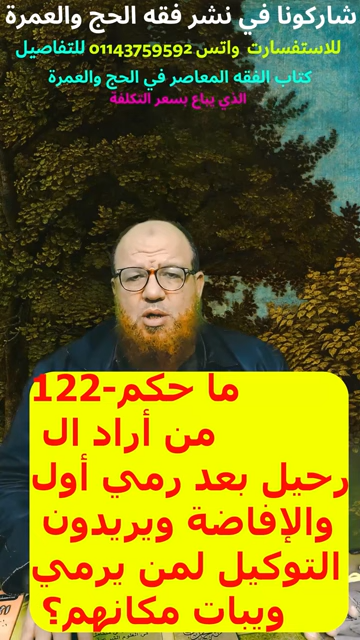 شاركونا في نشر فقه الحج والعمرة
للاستفسارت واتس 01143759592 للتفاصيل
كتاب الفقه المعاصر في الحج والعمرة
الذي يباع بسعر التكلفة
122-ما حكم
من أراد ال
رحيل بعد رمي أول
والإفاضة ويريدون
التوكيل لمن يرمي
ويبات مكانهم؟